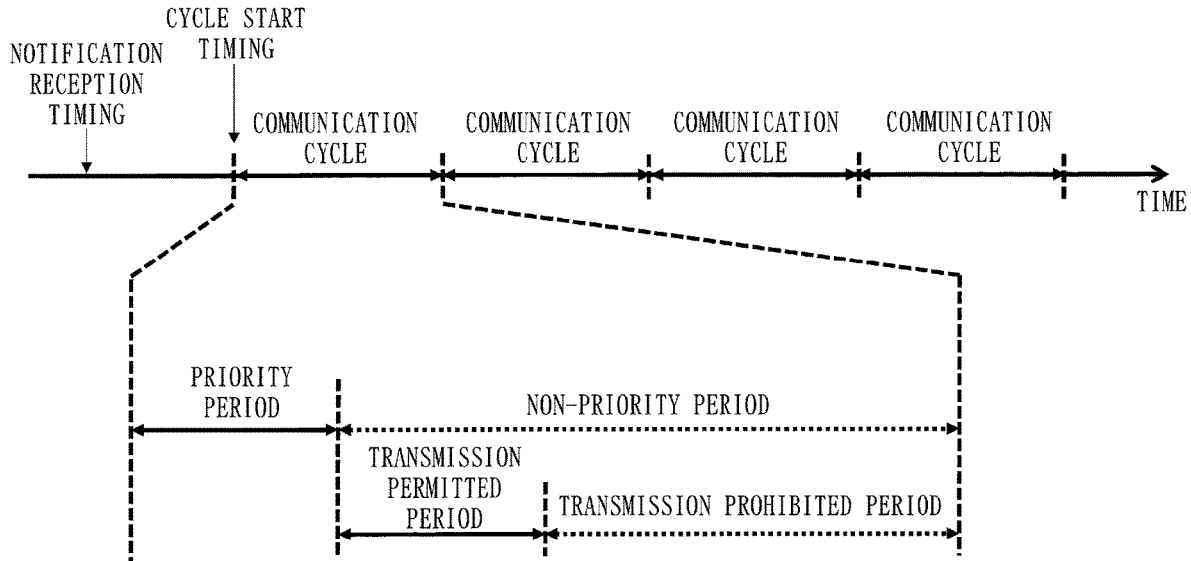 CYCLE START
TIMING
NOTIFICATION
RECEPTION
TIMING
COMMUNICATION
CYCLE
COMMUNICATION
CYCLE
COMMUNICATION
CYCLE
COMMUNICATION
CYCLE
TIME
PRIORITY
PERIOD
NON-PRIORITY PERIOD
TRANSMISSION
PERMITTED
PERIOD
TRANSMISSION PROHIBITED PERIOD